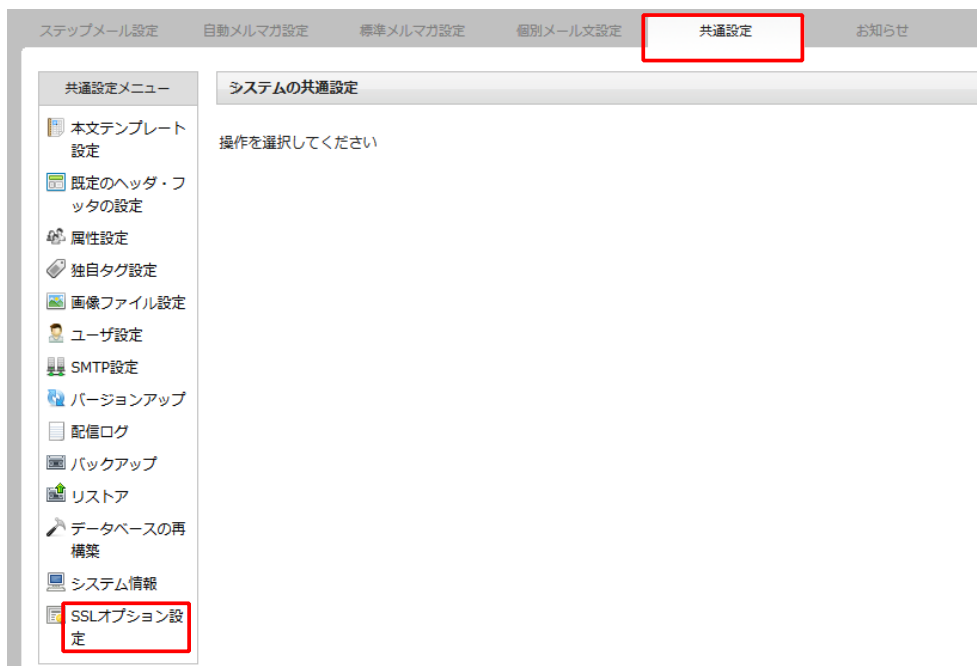 ステップメール設定 自動メルマガ設定 標準メルマガ設定 個別メール文設定 共通設定 お知らせ
共通設定メニュー
システムの共通設定
操作を選択してください
本文テンプレート
設定
既定のヘッダ・フ
ッタの設定
属性設定
独自タグ設定
画像ファイル設定
ユーザ設定
SMTP設定
バージョンアップ
配信ログ
バックアップ
リストア
データベースの再
構築
システム情報
SSLオプション設
定